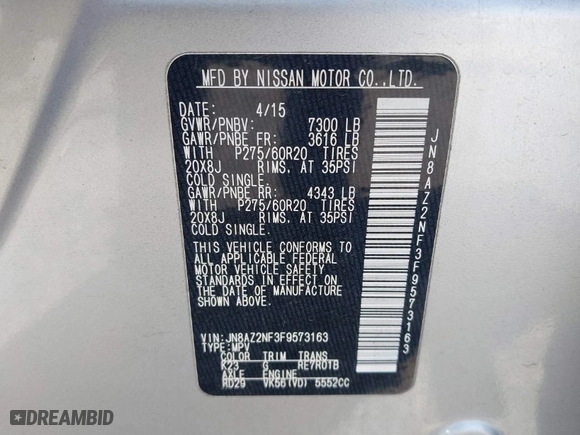 MFD BY NISSAN MOTOR CO.,LTD.
DATE: 4/15
GVWR/PNBV: 7300 LB
GAWR/PNBE FR: 3616 LB
WITH P275/60R20 TIRES
20X8J RIMS. AT 35PSI
COLD SINGLE.
GAWR/PNBE RR: 4343 LB
WITH P275/60R20 TIRES
20X8J RIMS. AT 35PSI
COLD SINGLE.
THIS VEHICLE CONFORMS TO
ALL APPLICABLE FEDERAL
MOTOR VEHICLE SAFETY
STANDARDS IN EFFECT ON
THE DATE OF MANUFACTURE
SHOWN ABOVE.
VIN:JN8AZ2NF3F9573163
TYPE:MPV
COLOR TRIM TRANS
K23 G RE7R01B
AXLE ENGINE
RD29 VK56(VD) 5552CC
JN8AZ2NF3F9573163
DREAMBID